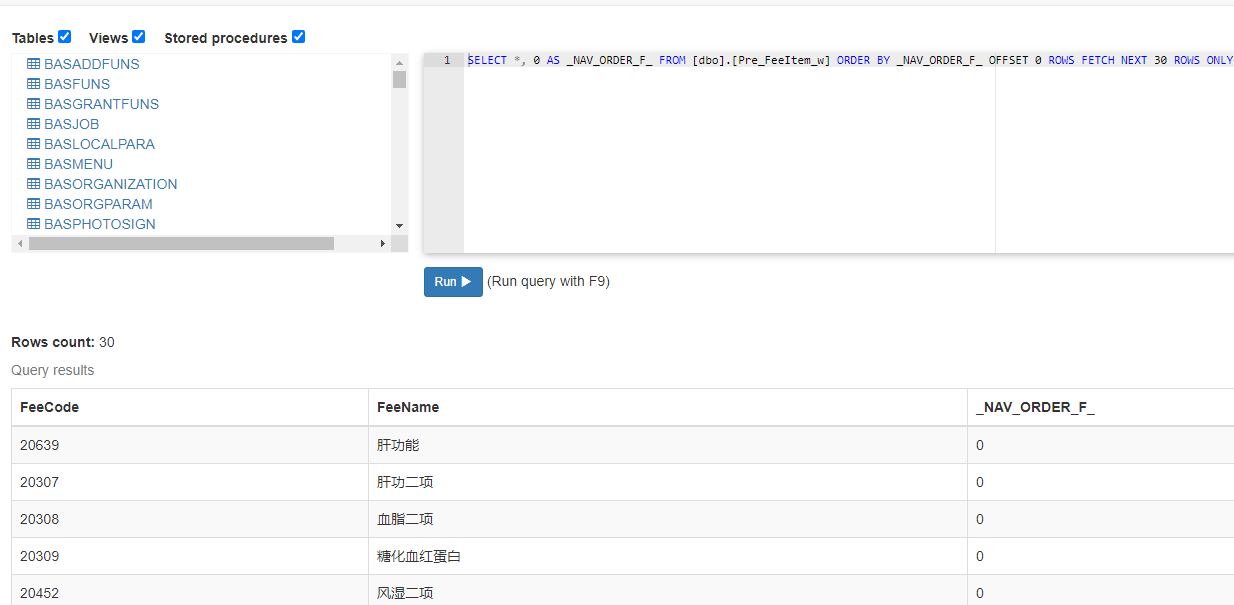 Tables Views Stored procedures
BASADDFUNS
BASFUNS
BASGRANTFUNS
BASJOB
BASLOCALPARA
BASMENU
BASORGANIZATION
BASORGPARAM
BASPHOTOSIGN
1 SELECT *, 0 AS _NAV_ORDER_F_ FROM [dbo].[Pre_FeeItem_w] ORDER BY _NAV_ORDER_F_ OFFSET 0 ROWS FETCH NEXT 30 ROWS ONLY
Run (Run query with F9)
Rows count: 30
Query results
FeeCode FeeName _NAV_ORDER_F_
20639 肝功能 0
20307 肝功二项 0
20308 血脂二项 0
20309 糖化血红蛋白 0
20452 风湿二项 0